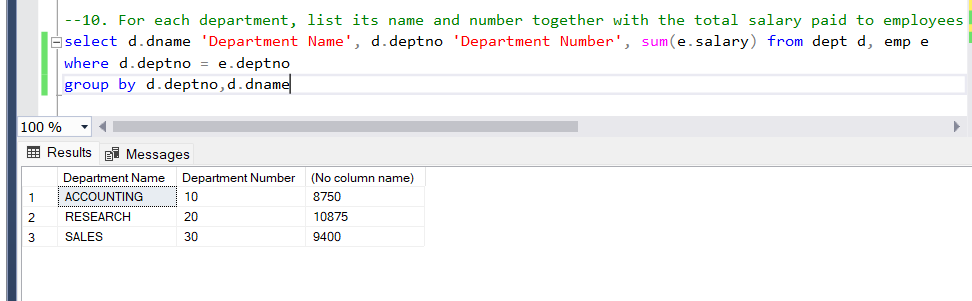 --10. For each department, list its name and number together with the total salary paid to employees
select d.dname 'Department Name', d.deptno 'Department Number', sum(e.salary) from dept d, emp e
where d.deptno = e.deptno
group by d.deptno,d.dname
100 %
Results Messages
Department Name Department Number (No column name)
1 ACCOUNTING 10 8750
2 RESEARCH 20 10875
3 SALES 30 9400